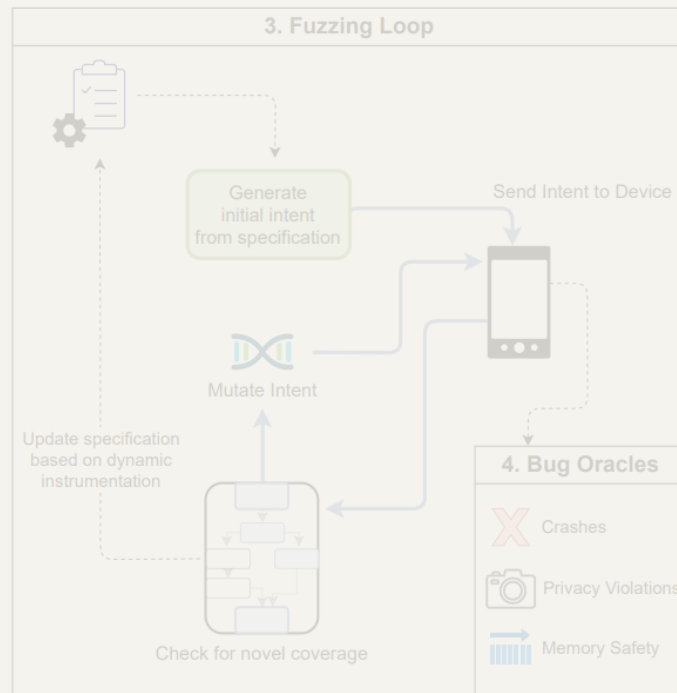 3. Fuzzing Loop
Generate
initial intent
from specification
Send Intent to Device
Mutate Intent
Update specification
based on dynamic
instrumentation
Check for novel coverage
4. Bug Oracles
Crashes
Privacy Violations
Memory Safety